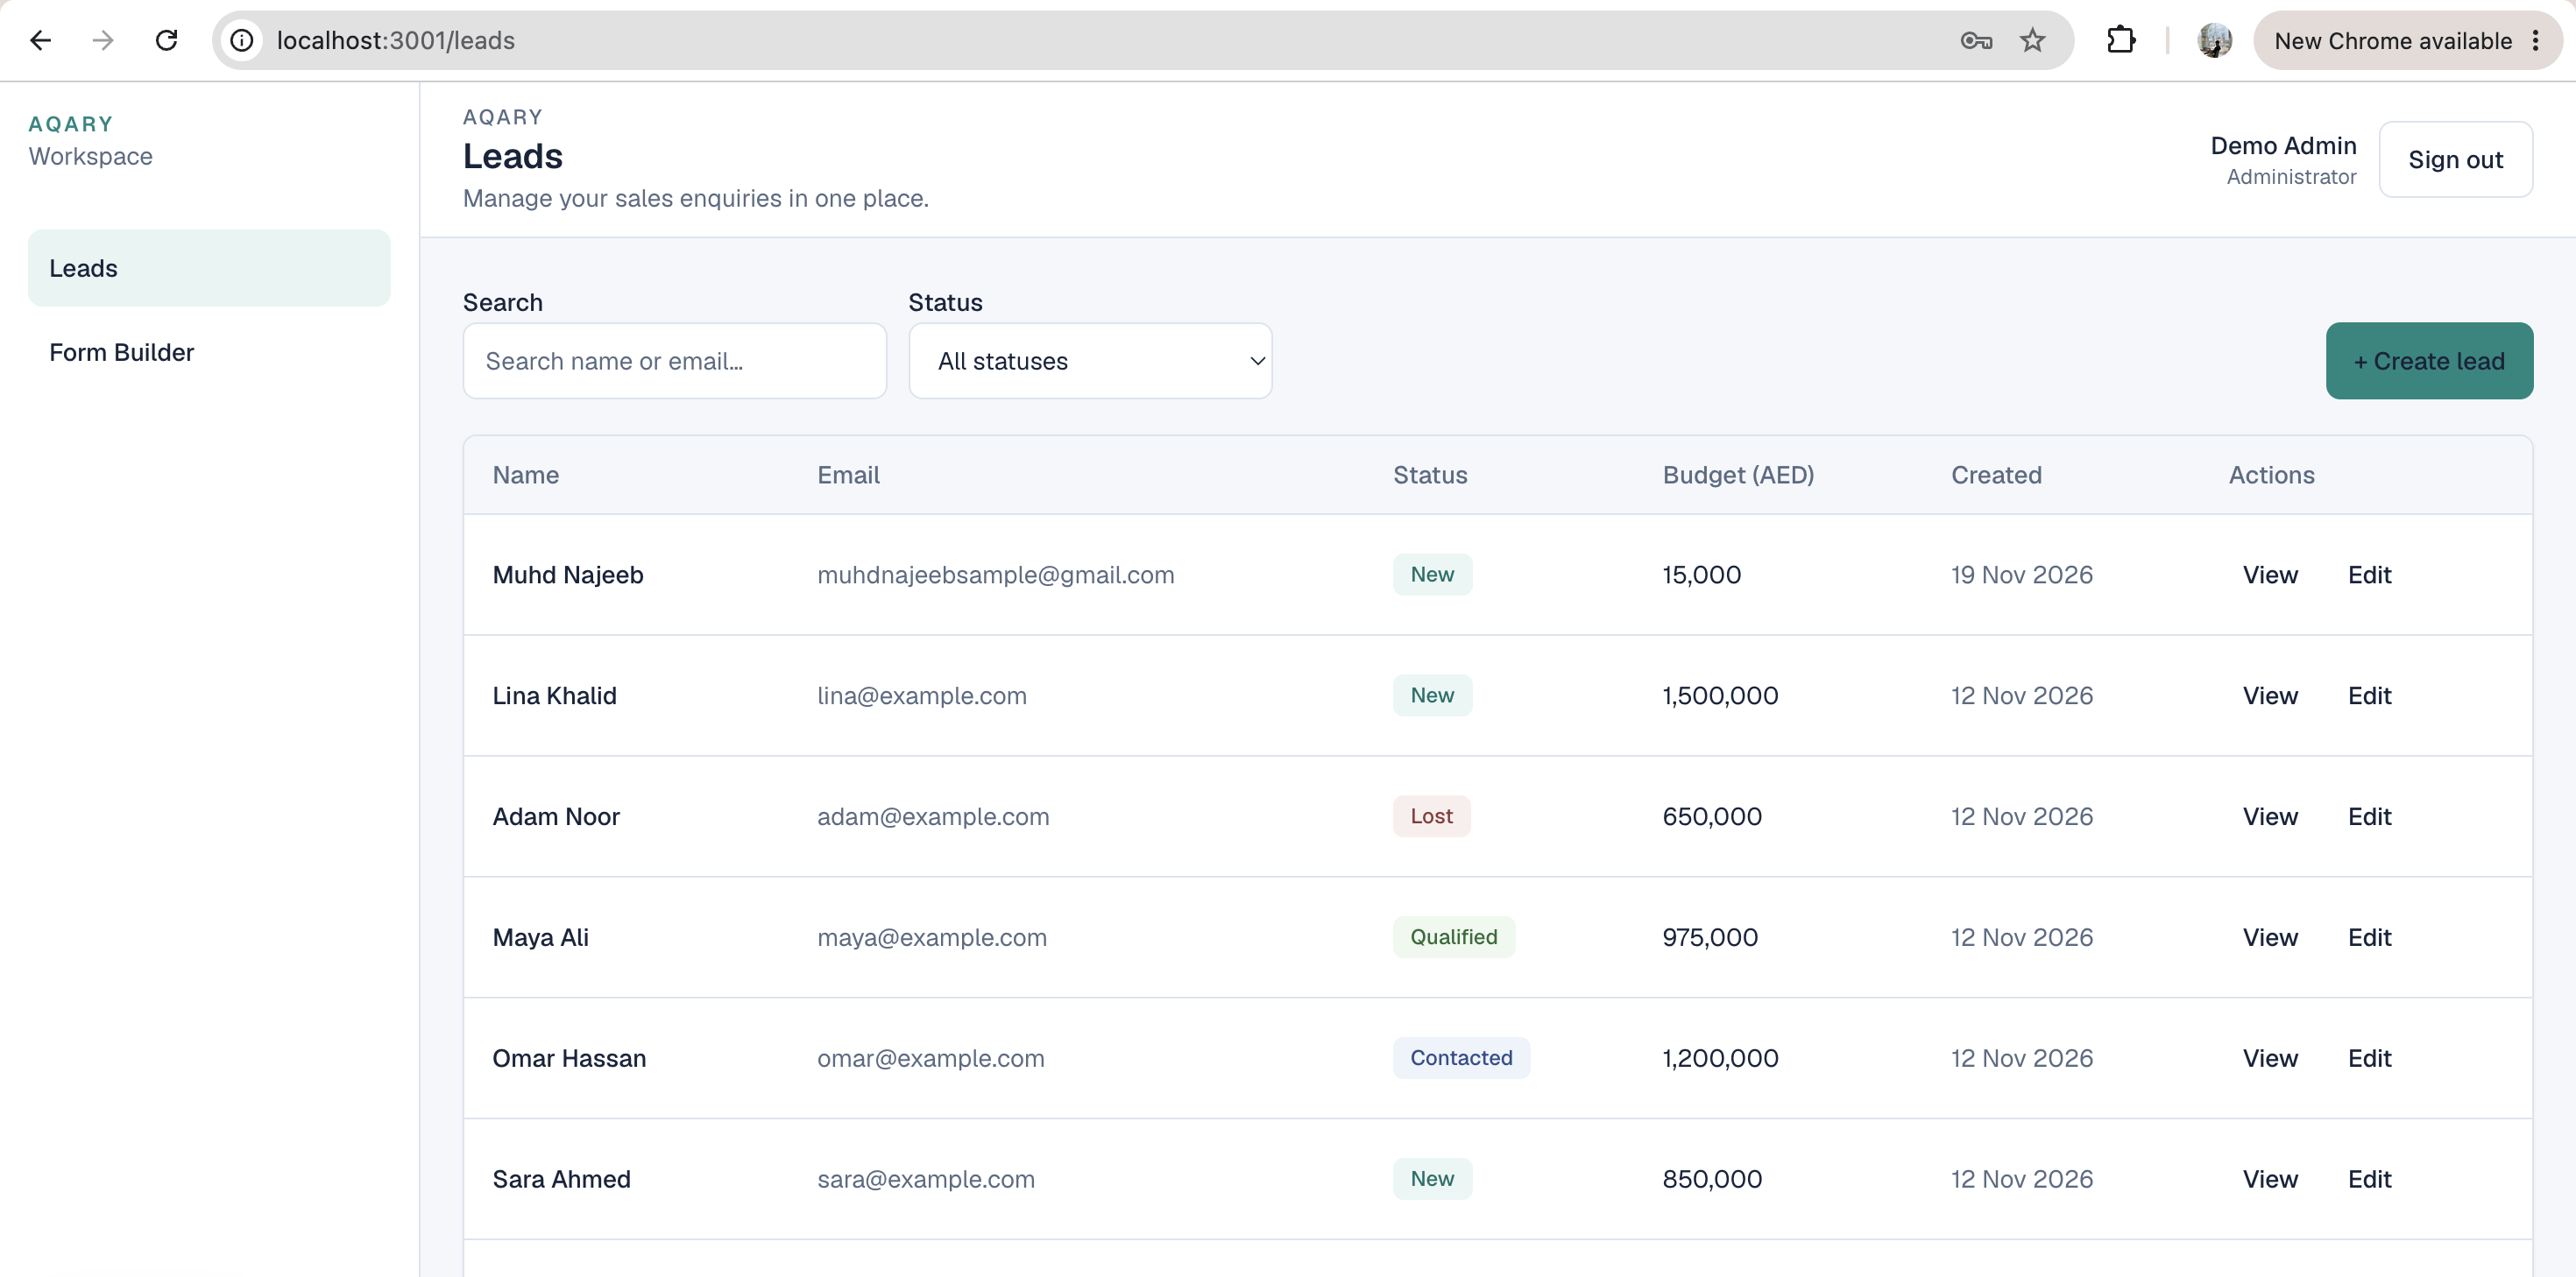 localhost:3001/leads
New Chrome available
AQARY
Workspace
Leads
Form Builder
AQARY
Leads
Manage your sales enquiries in one place.
Demo Admin
Administrator
Sign out
Search
Status
Search name or email...
All statuses
+ Create lead
Name Email Status Budget (AED) Created Actions
Muhd Najeeb muhdnajeebsample@gmail.com New 15,000 19 Nov 2026 View Edit
Lina Khalid lina@example.com New 1,500,000 12 Nov 2026 View Edit
Adam Noor adam@example.com Lost 650,000 12 Nov 2026 View Edit
Maya Ali maya@example.com Qualified 975,000 12 Nov 2026 View Edit
Omar Hassan omar@example.com Contacted 1,200,000 12 Nov 2026 View Edit
Sara Ahmed sara@example.com New 850,000 12 Nov 2026 View Edit